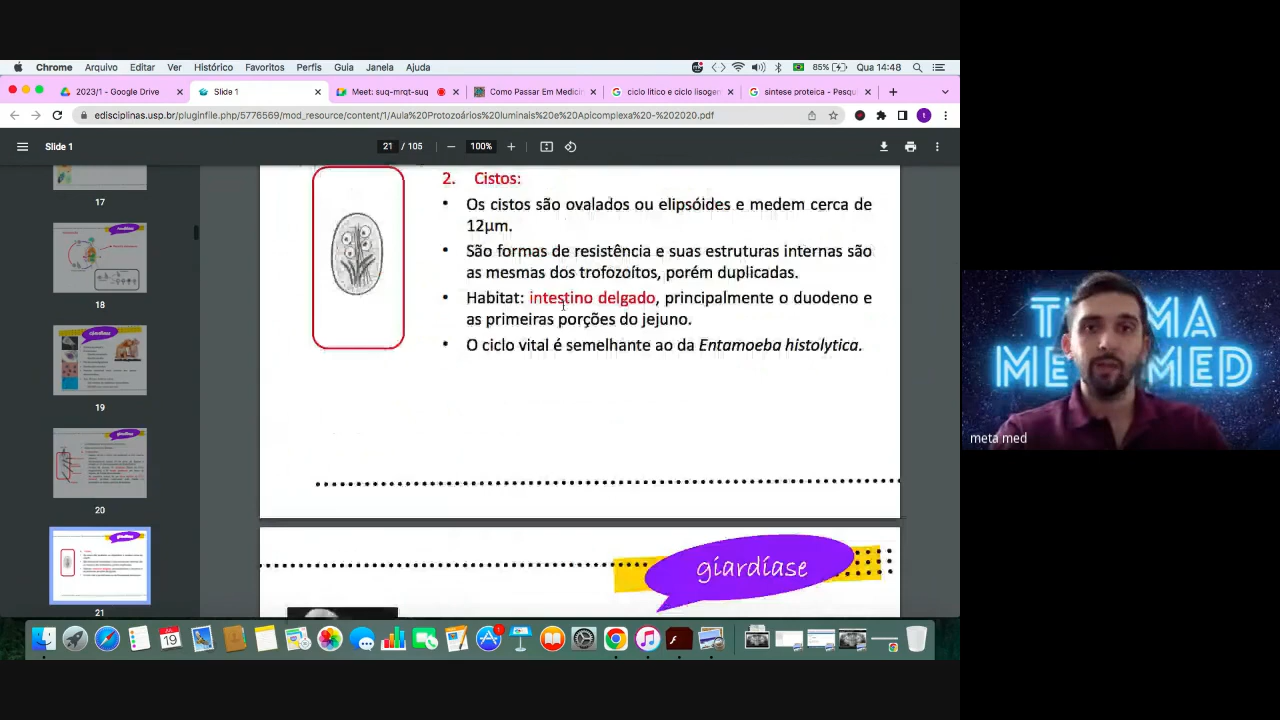 Chrome Arquivo Editar Ver Histórico Favoritos Perfis Guia Janela Ajuda
85% Qua 14:48
2023/1 - Google Drive
Slide 1
Meet: suq-mrqt-suq
Como Passar Em Medicin
ciclo lítico e ciclo lisogen
sintese proteica - Pesqui
edisciplinas.usp.br/pluginfile.php/5776569/mod_resource/content/1/Aula%20Protozoários%20luminais%20e%20Apicomplexa%20-%202020.pdf
Slide 1
21 / 105
100%
17
18
19
20
21
2. Cistos:
• Os cistos são ovalados ou elipsóides e medem cerca de
12µm.
• São formas de resistência e suas estruturas internas são
as mesmas dos trofozoítos, porém duplicadas.
• Habitat: intestino delgado, principalmente o duodeno e
as primeiras porções do jejuno.
• O ciclo vital é semelhante ao da Entamoeba histolytica.
giardíase
TURMA
META MED
meta med